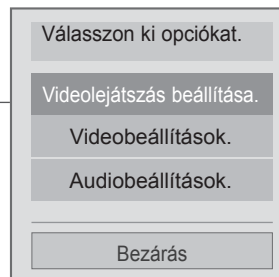 Válasszon ki opciókat.
Videolejátszás beállítása.
Videobeállítások.
Audiobeállítások.
Bezárás